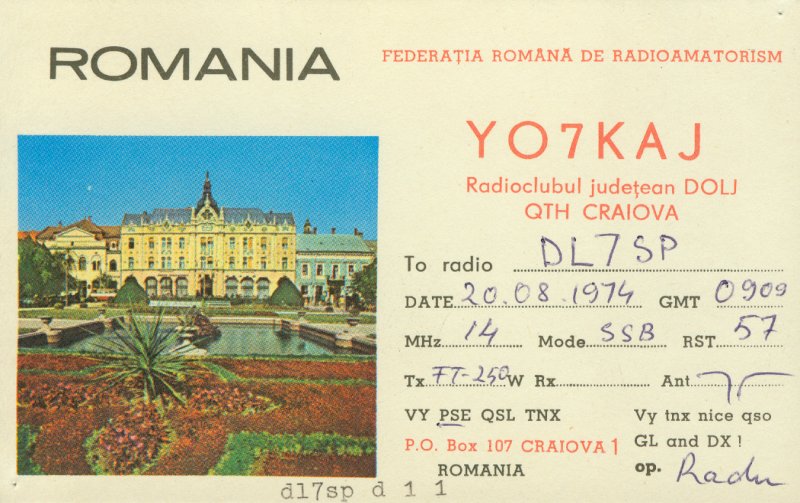 ROMANIA
FEDERAȚIA ROMÂNĂ DE RADIOAMATORISM
YO7KAJ
Radioclubul județean DOLJ
QTH CRAIOVA
To radio DL7SP
DATE 20.08.1974 GMT 0909
MHz 14 Mode SSB RST 57
Tx FT-250 W Rx Ant
VY PSE QSL TNX
Vy tnx nice qso
P.O. Box 107 CRAIOVA 1
GL and DX !
ROMANIA
op. Radu
dl7sp d 1 1